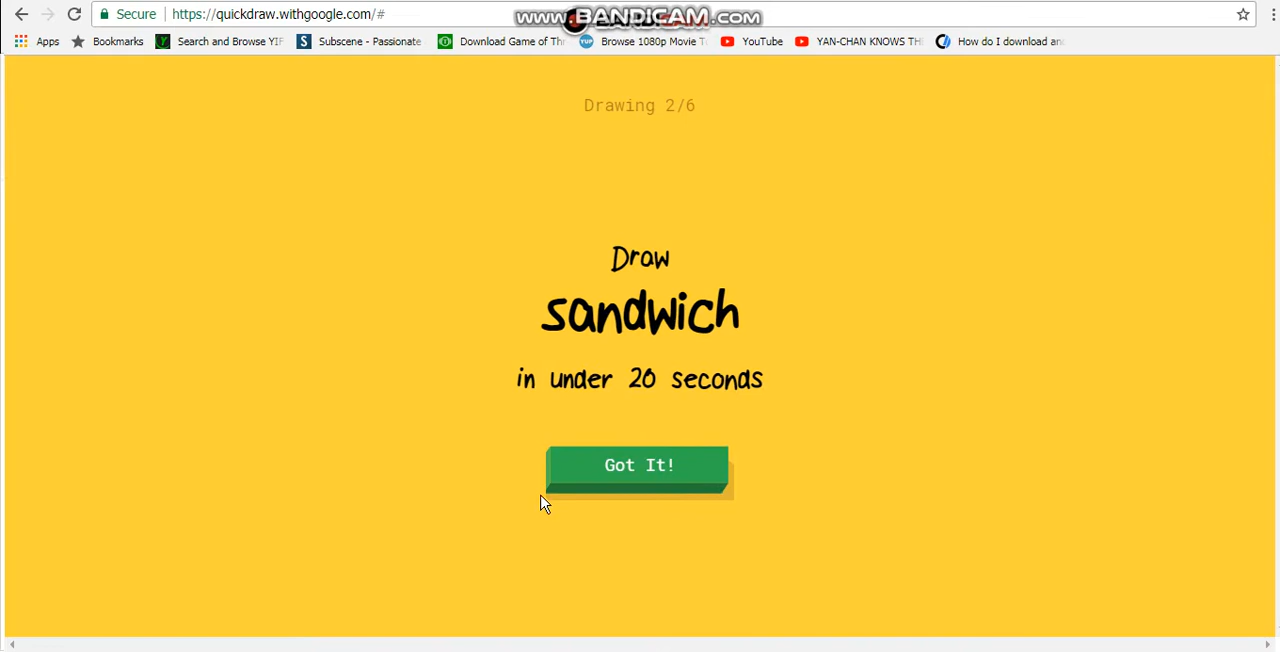 Secure https://quickdraw.withgoogle.com/#
www.BANDICAM.com
Apps Bookmarks Search and Browse YIF Subscene - Passionate Download Game of Thr Browse 1080p Movie To YouTube YAN-CHAN KNOWS TH How do I download an
Drawing 2/6
Draw
sandwich
in under 20 seconds
Got It!